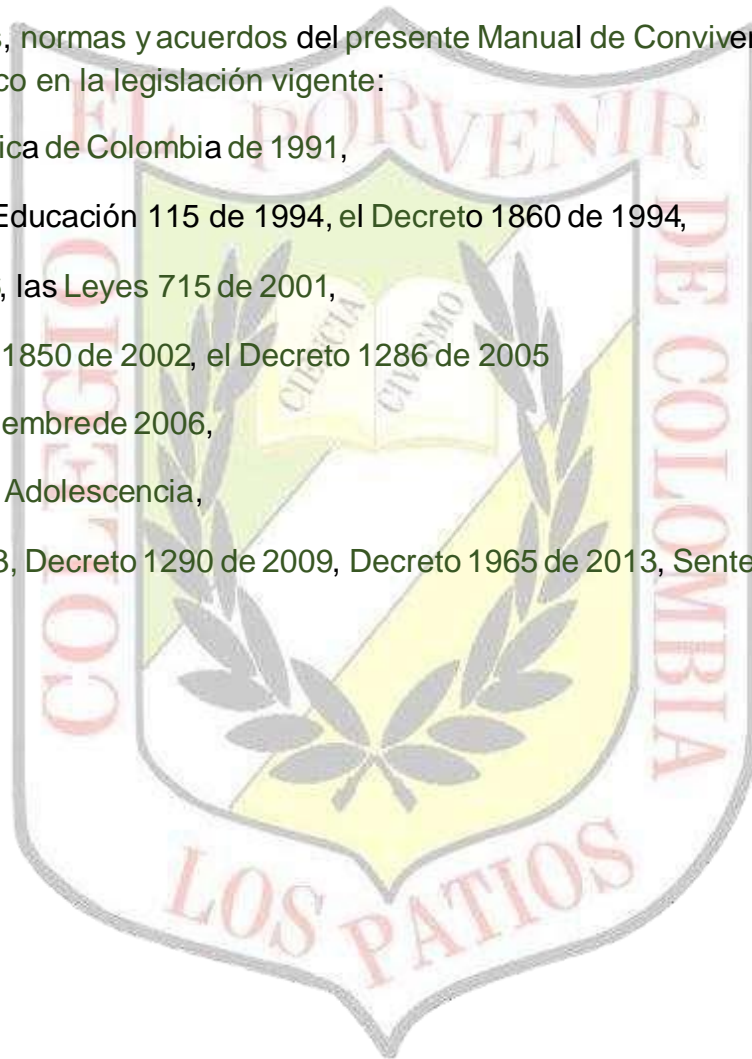 s, normas y acuerdos del presente Manual de Conviven
co en la legislación vigente:
ica de Colombia de 1991,
Educación 115 de 1994, el Decreto 1860 de 1994,
, las Leyes 715 de 2001,
1850 de 2002, el Decreto 1286 de 2005
embrede 2006,
Adolescencia,
3, Decreto 1290 de 2009, Decreto 1965 de 2013, Sente
COLEGIO
EL PORVENIR
DE COLOMBIA
CIENCIA
CIVISMO
LOS PATIOS